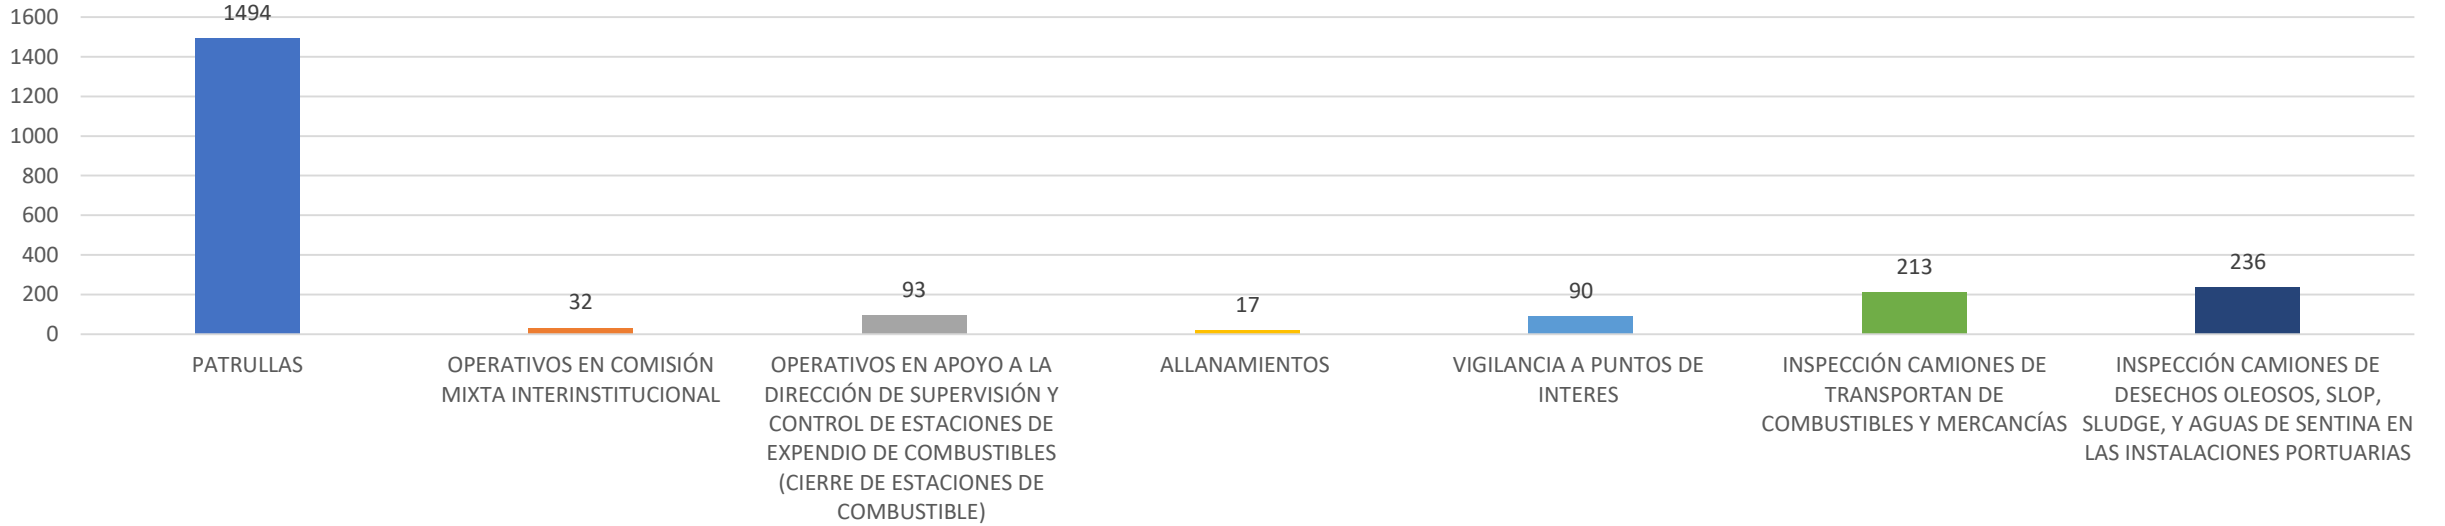 1600
1400
1200
1000
800
600
400
200
0
1494
32
93
17
90
213
236
PATRULLAS
OPERATIVOS EN COMISIÓN
MIXTA INTERINSTITUCIONAL
OPERATIVOS EN APOYO A LA
DIRECCIÓN DE SUPERVISIÓN Y
CONTROL DE ESTACIONES DE
EXPENDIO DE COMBUSTIBLES
(CIERRE DE ESTACIONES DE
COMBUSTIBLE)
ALLANAMIENTOS
VIGILANCIA A PUNTOS DE
INTERES
INSPECCIÓN CAMIONES DE
TRANSPORTAN DE
COMBUSTIBLES Y MERCANCÍAS
INSPECCIÓN CAMIONES DE
DESECHOS OLEOSOS, SLOP,
SLUDGE, Y AGUAS DE SENTINA EN
LAS INSTALACIONES PORTUARIAS